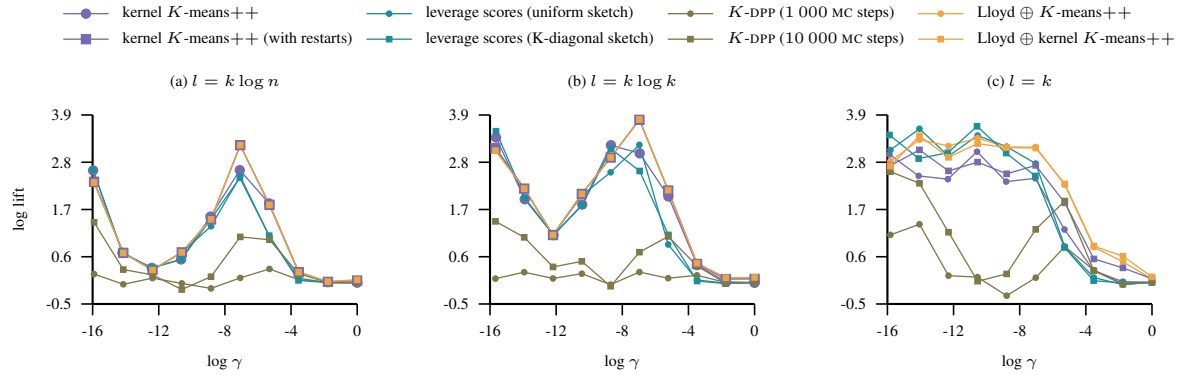 kernel K-means++ leverage scores (uniform sketch) K-DPP (1 000 MC steps) Lloyd ⊕ K-means++
kernel K-means++ (with restarts) leverage scores (K-diagonal sketch) K-DPP (10 000 MC steps) Lloyd ⊕ kernel K-means++
(a) l = k log n (b) l = k log k (c) l = k
3.9 3.9 3.9
2.8 2.8 2.8
log lift
1.7 1.7 1.7
0.6 0.6 0.6
-0.5 -0.5 -0.5
-16 -12 -8 -4 0 -16 -12 -8 -4 0 -16 -12 -8 -4 0
log γ log γ log γ